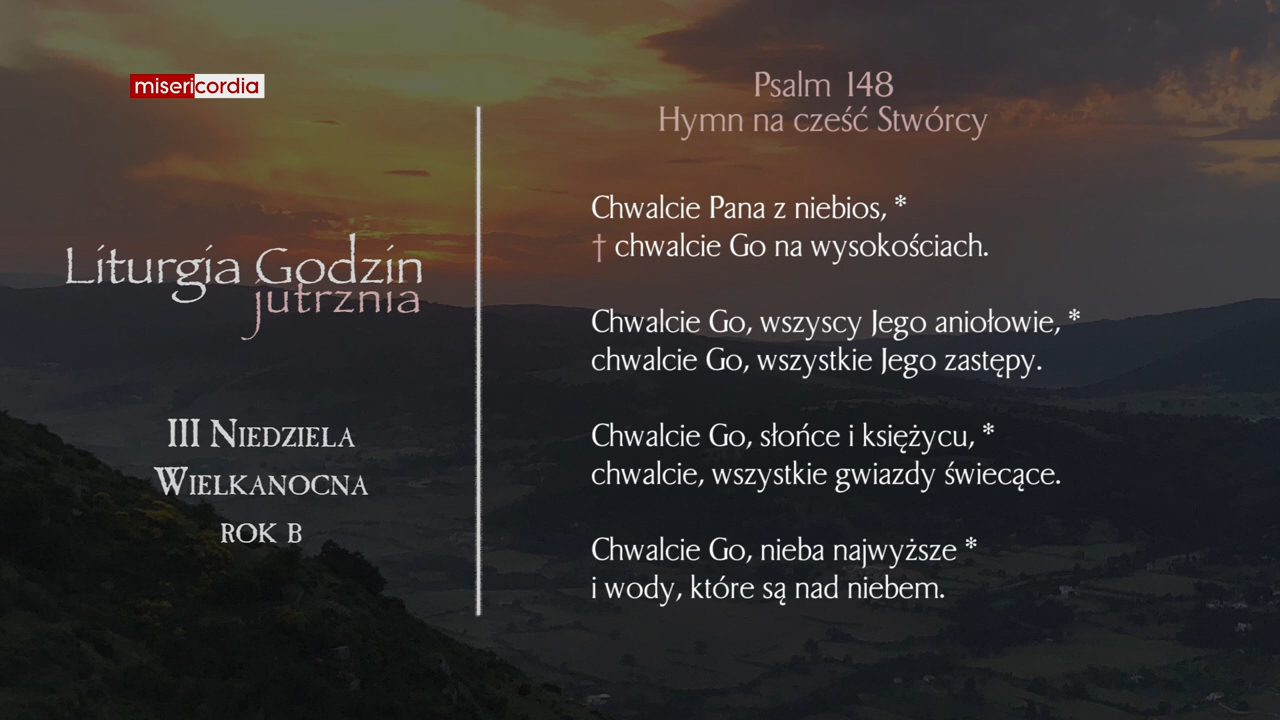 misericordia
Liturgia Godzin
jutrznia
III Niedziela
Wielkanocna
rok B
Psalm 148
Hymn na cześć Stwórcy
Chwalcie Pana z niebios, *
† chwalcie Go na wysokościach.
Chwalcie Go, wszyscy Jego aniołowie, *
chwalcie Go, wszystkie Jego zastępy.
Chwalcie Go, słońce i księżycu, *
chwalcie, wszystkie gwiazdy świecące.
Chwalcie Go, nieba najwyższe *
i wody, które są nad niebem.